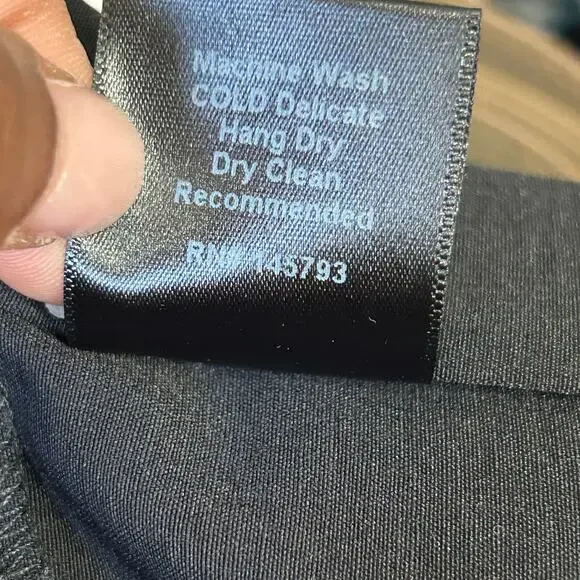 Machine Wash
COLD Delicate
Hang Dry
Dry Clean
Recommended
RN# 145793